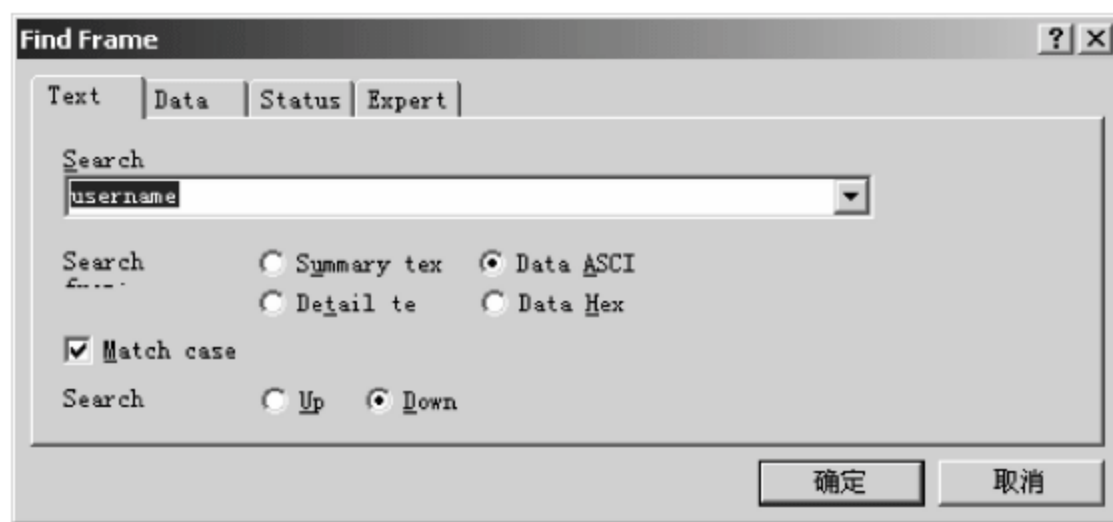 Find Frame
Text Data Status Expert
Search
username
Search Summary tex Data ASCI
Detail te Data Hex
Match case
Search Up Down
确定 取消